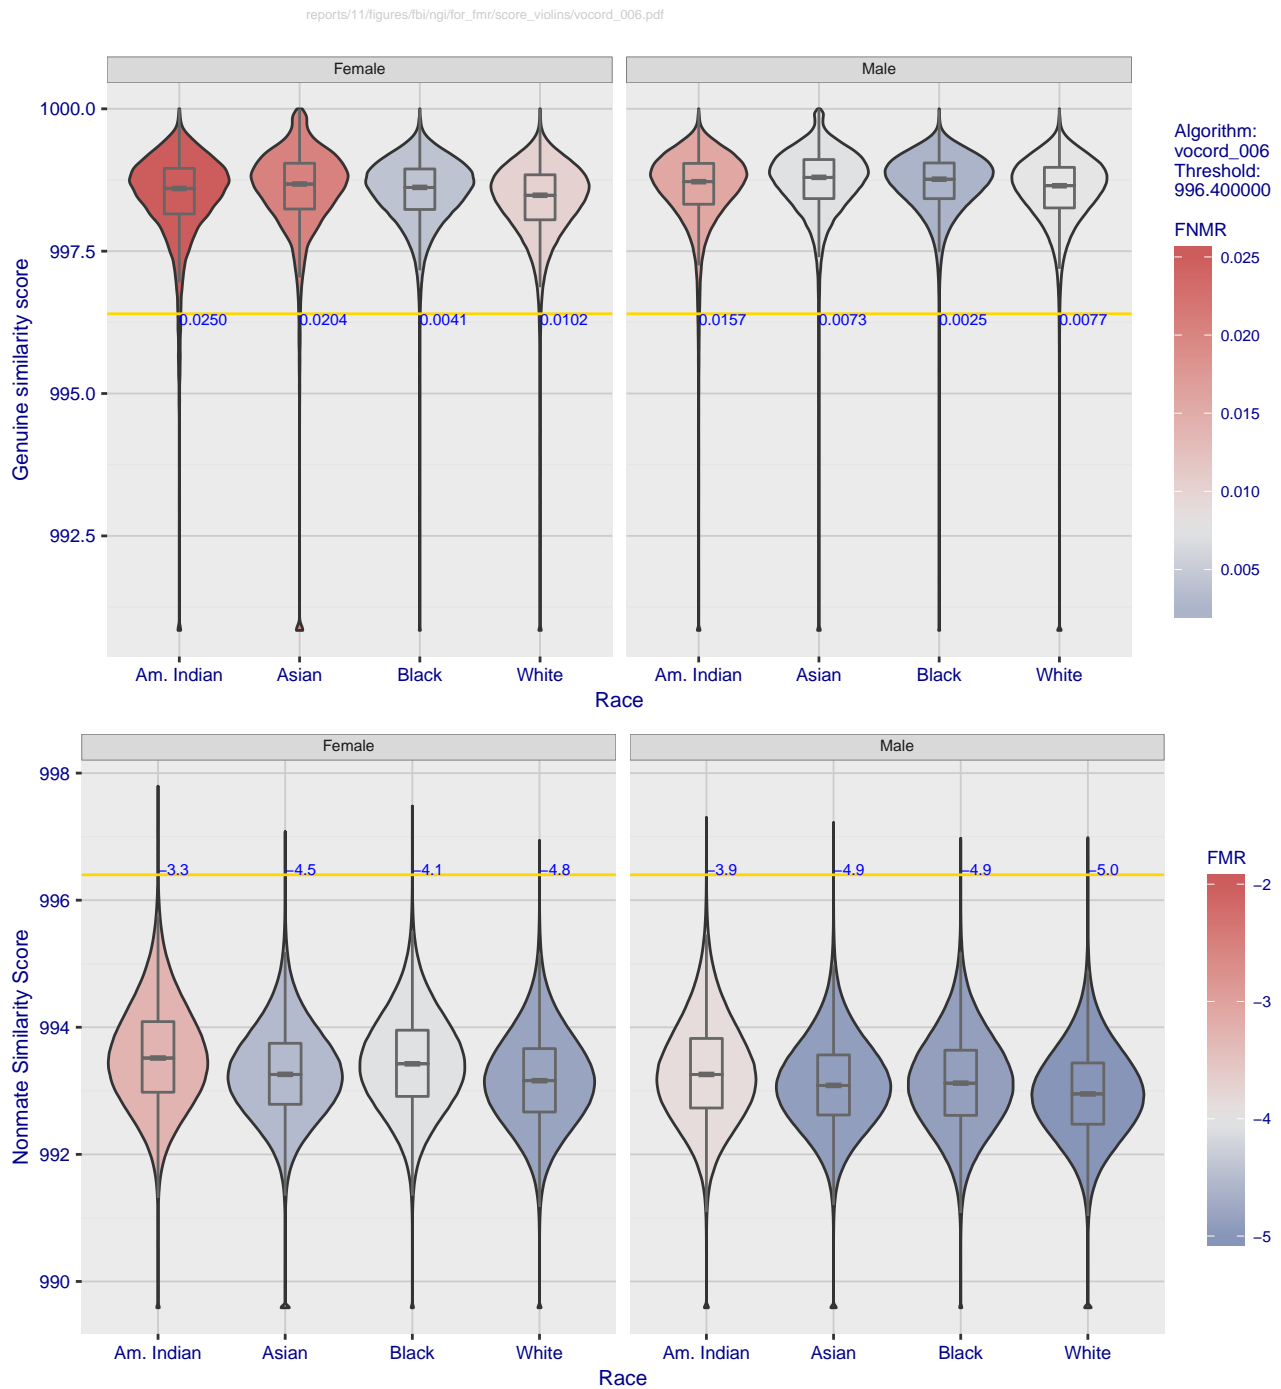 reports/11/figures/fbi/ngi/for_fmr/score_violins/vocord_006.pdf
Female
Male
1000.0
997.5
995.0
992.5
Genuine similarity score
0.0250
0.0204
0.0041
0.0102
0.0157
0.0073
0.0025
0.0077
Am. Indian
Asian
Black
White
Am. Indian
Asian
Black
White
Race
Algorithm:
vocord_006
Threshold:
996.400000
FNMR
0.025
0.020
0.015
0.010
0.005
Female
Male
998
996
994
992
990
Nonmate Similarity Score
−3.3
−4.5
−4.1
−4.8
−3.9
−4.9
−4.9
−5.0
Am. Indian
Asian
Black
White
Am. Indian
Asian
Black
White
Race
FMR
−2
−3
−4
−5